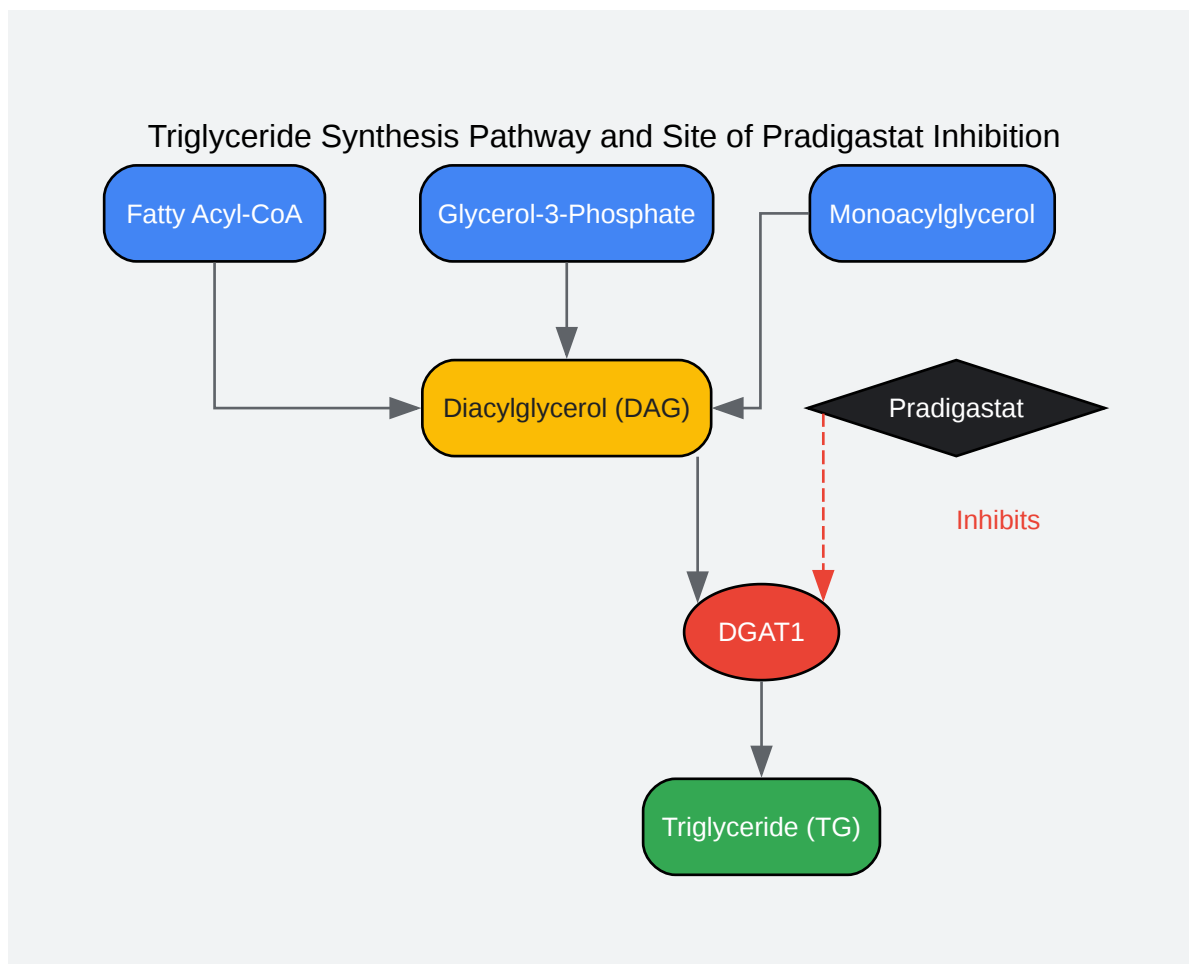 Triglyceride Synthesis Pathway and Site of Pradigastat Inhibition
Fatty Acyl-CoA
Glycerol-3-Phosphate
Monoacylglycerol
Diacylglycerol (DAG)
Pradigastat
Inhibits
DGAT1
Triglyceride (TG)